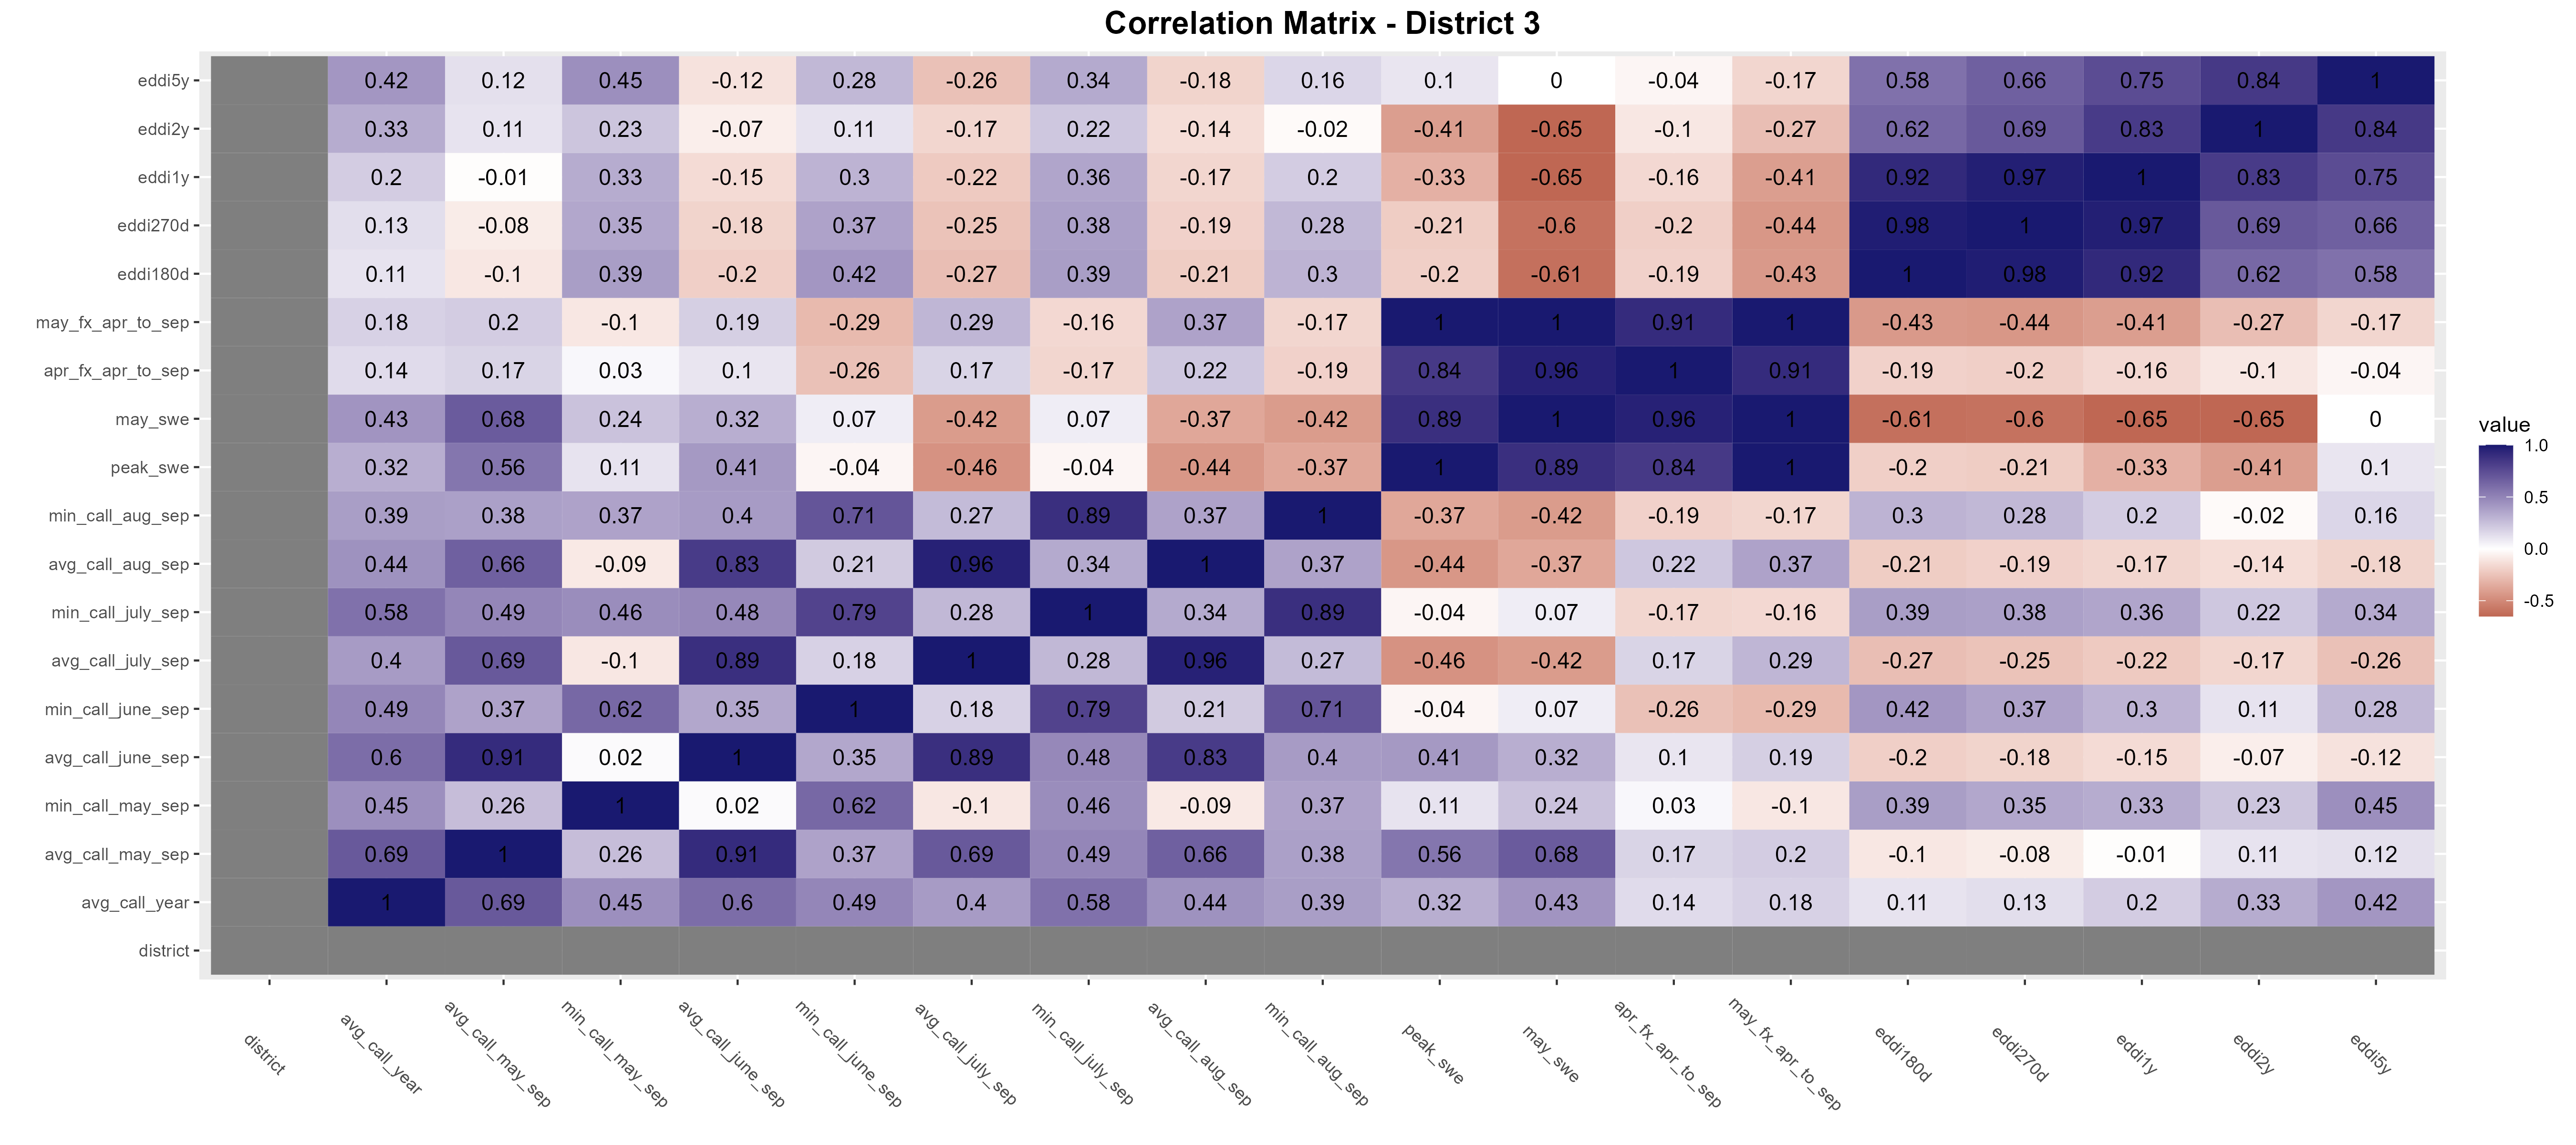 Correlation Matrix - District 3
eddi5y 0.42 0.12 0.45 -0.12 0.28 -0.26 0.34 -0.18 0.16 0.1 0 -0.04 -0.17 0.58 0.66 0.75 0.84 1
eddi2y 0.33 0.11 0.23 -0.07 0.11 -0.17 0.22 -0.14 -0.02 -0.41 -0.65 -0.1 -0.27 0.62 0.69 0.83 1 0.84
eddi1y 0.2 -0.01 0.33 -0.15 0.3 -0.22 0.36 -0.17 0.2 -0.33 -0.65 -0.16 -0.41 0.92 0.97 1 0.83 0.75
eddi270d 0.13 -0.08 0.35 -0.18 0.37 -0.25 0.38 -0.19 0.28 -0.21 -0.6 -0.2 -0.44 0.98 1 0.97 0.69 0.66
eddi180d 0.11 -0.1 0.39 -0.2 0.42 -0.27 0.39 -0.21 0.3 -0.2 -0.61 -0.19 -0.43 1 0.98 0.92 0.62 0.58
may_fx_apr_to_sep 0.18 0.2 -0.1 0.19 -0.29 0.29 -0.16 0.37 -0.17 1 1 0.91 1 -0.43 -0.44 -0.41 -0.27 -0.17
apr_fx_apr_to_sep 0.14 0.17 0.03 0.1 -0.26 0.17 -0.17 0.22 -0.19 0.84 0.96 1 0.91 -0.19 -0.2 -0.16 -0.1 -0.04
may_swe 0.43 0.68 0.24 0.32 0.07 -0.42 0.07 -0.37 -0.42 0.89 1 0.96 1 -0.61 -0.6 -0.65 -0.65 0
peak_swe 0.32 0.56 0.11 0.41 -0.04 -0.46 -0.04 -0.44 -0.37 1 0.89 0.84 1 -0.2 -0.21 -0.33 -0.41 0.1
min_call_aug_sep 0.39 0.38 0.37 0.4 0.71 0.27 0.89 0.37 1 -0.37 -0.42 -0.19 -0.17 0.3 0.28 0.2 -0.02 0.16
avg_call_aug_sep 0.44 0.66 -0.09 0.83 0.21 0.96 0.34 1 0.37 -0.44 -0.37 0.22 0.37 -0.21 -0.19 -0.17 -0.14 -0.18
min_call_july_sep 0.58 0.49 0.46 0.48 0.79 0.28 1 0.34 0.89 -0.04 0.07 -0.17 -0.16 0.39 0.38 0.36 0.22 0.34
avg_call_july_sep 0.4 0.69 -0.1 0.89 0.18 1 0.28 0.96 0.27 -0.46 -0.42 0.17 0.29 -0.27 -0.25 -0.22 -0.17 -0.26
min_call_june_sep 0.49 0.37 0.62 0.35 1 0.18 0.79 0.21 0.71 -0.04 0.07 -0.26 -0.29 0.42 0.37 0.3 0.11 0.28
avg_call_june_sep 0.6 0.91 0.02 1 0.35 0.89 0.48 0.83 0.4 0.41 0.32 0.1 0.19 -0.2 -0.18 -0.15 -0.07 -0.12
min_call_may_sep 0.45 0.26 1 0.02 0.62 -0.1 0.46 -0.09 0.37 0.11 0.24 0.03 -0.1 0.39 0.35 0.33 0.23 0.45
avg_call_may_sep 0.69 1 0.26 0.91 0.37 0.69 0.49 0.66 0.38 0.56 0.68 0.17 0.2 -0.1 -0.08 -0.01 0.11 0.12
avg_call_year 1 0.69 0.45 0.6 0.49 0.4 0.58 0.44 0.39 0.32 0.43 0.14 0.18 0.11 0.13 0.2 0.33 0.42
district
district avg_call_year avg_call_may_sep min_call_may_sep avg_call_june_sep min_call_june_sep avg_call_july_sep min_call_july_sep avg_call_aug_sep min_call_aug_sep peak_swe may_swe apr_fx_apr_to_sep may_fx_apr_to_sep eddi180d eddi270d eddi1y eddi2y eddi5y
value
1.0
0.5
0.0
-0.5